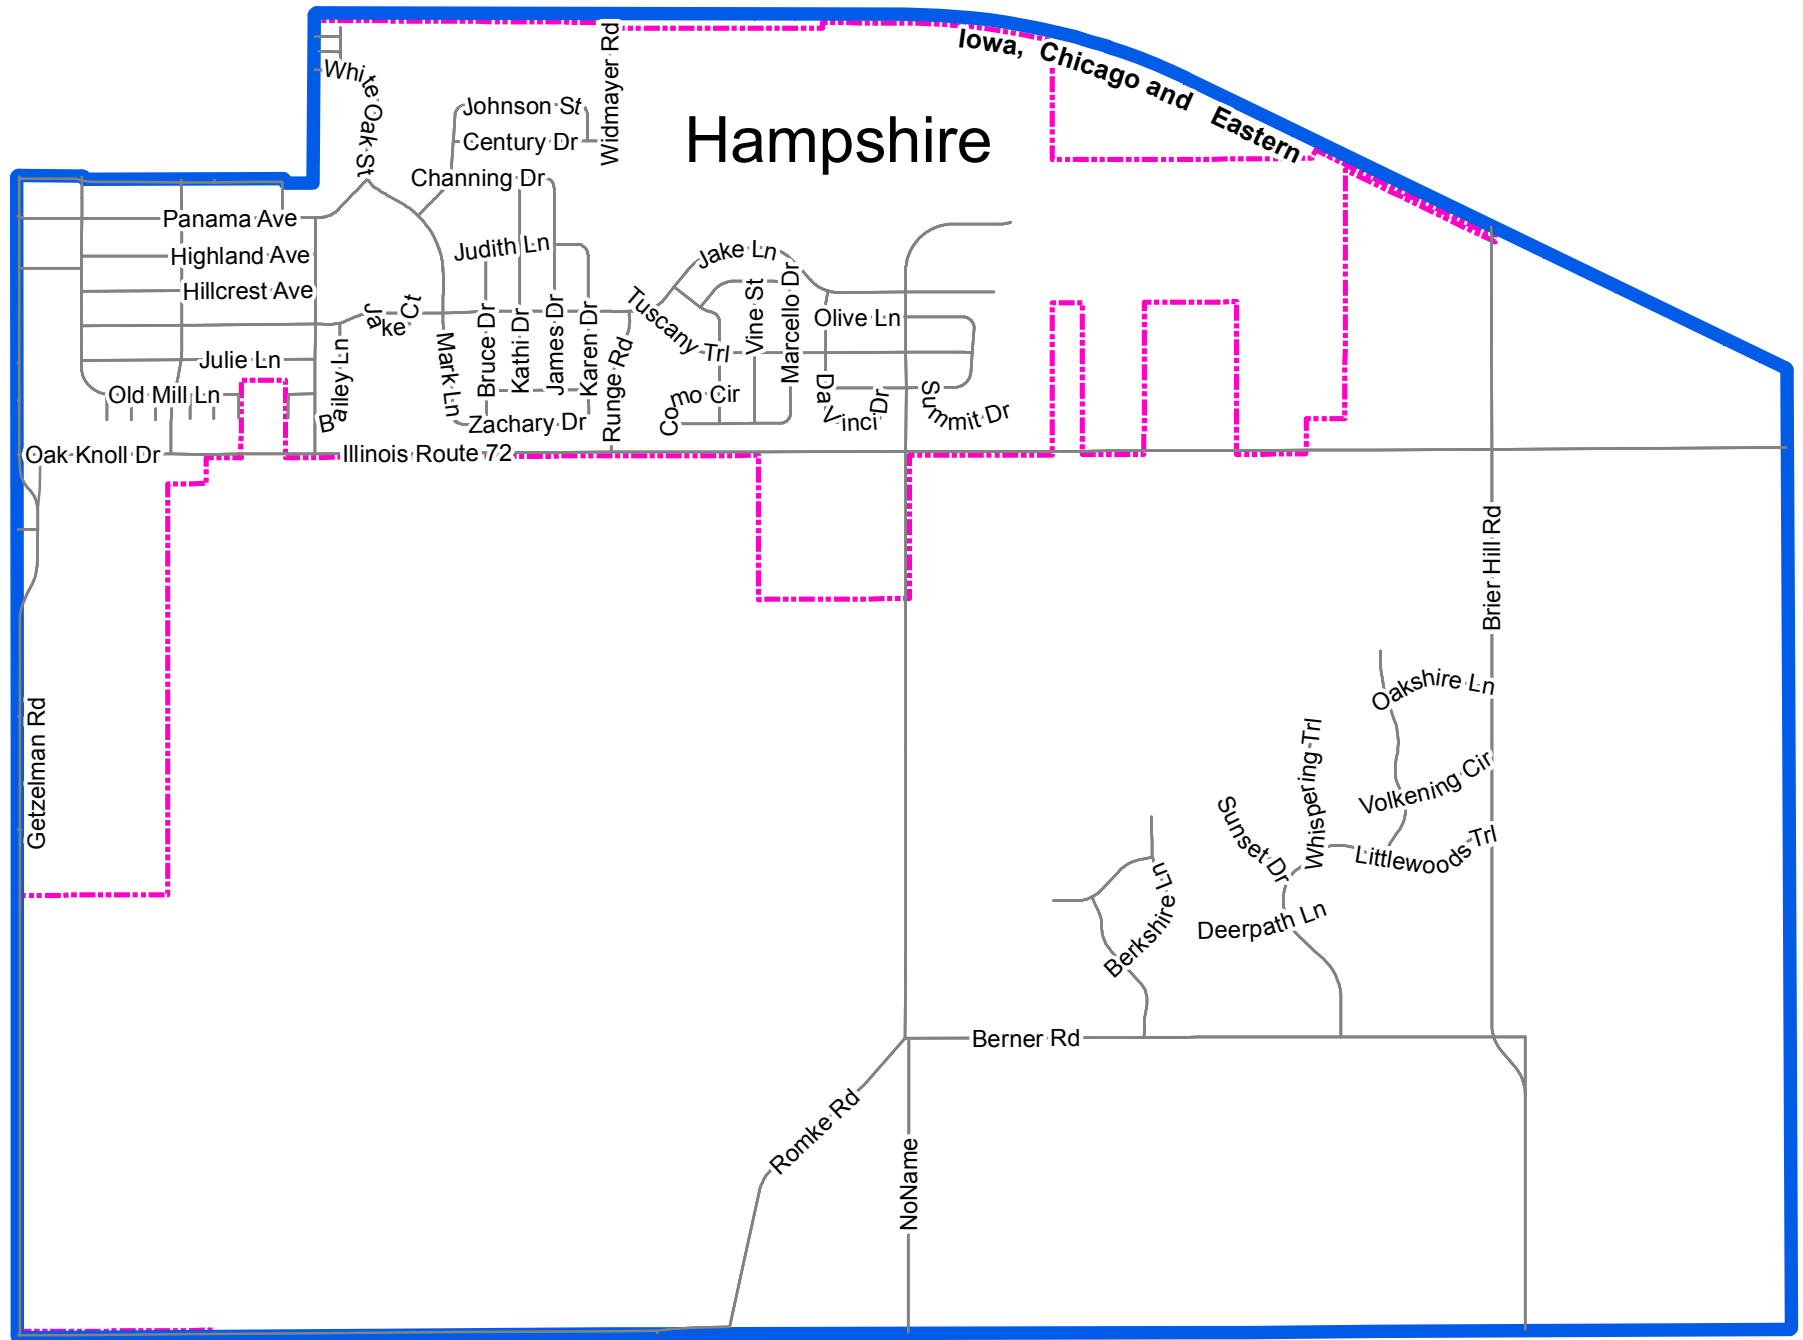 Iowa, Chicago and Eastern
White Oak St
Widmayer Rd
Johnson St
Century Dr
Hampshire
Channing Dr
Panama Ave
Judith Ln
Jake Ln
Highland Ave
Hillcrest Ave
Jake Ct
Tuscany Trl
Vine St
Marcello Dr
Olive Ln
Julie Ln
Bailey Ln
Mark Ln
Bruce Dr
Kathi Dr
James Dr
Karen Dr
Runge Rd
Old Mill Ln
Como Cir
Da Vinci Dr
Summit Dr
Zachary Dr
Oak Knoll Dr
Illinois Route 72
Brier Hill Rd
Getzelman Rd
Oakshire Ln
Whispering Trl
Volkening Cir
Sunset Dr
Littlewoods Trl
Berkshire Ln
Deerpath Ln
Berner Rd
Romke Rd
NoName